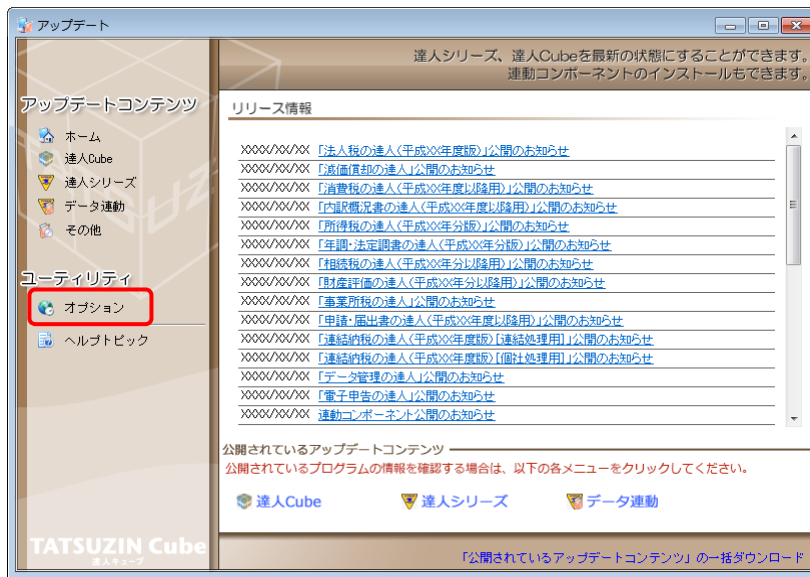 アップデート
達人シリーズ、達人Cubeを最新の状態にすることができます。
連動コンポーネントのインストールもできます。
アップデートコンテンツ
ホーム
達人Cube
達人シリーズ
データ連動
その他
ユーティリティ
オプション
ヘルプトピック
リリース情報
XXXX/XX/XX 「法人税の達人(平成XX年度版)」公開のお知らせ
XXXX/XX/XX 「減価償却の達人」公開のお知らせ
XXXX/XX/XX 「消費税の達人(平成XX年度以降用)」公開のお知らせ
XXXX/XX/XX 「内訳概況書の達人(平成XX年度以降用)」公開のお知らせ
XXXX/XX/XX 「所得税の達人(平成XX年分版)」公開のお知らせ
XXXX/XX/XX 「年調・法定調書の達人(平成XX年分版)」公開のお知らせ
XXXX/XX/XX 「相続税の達人(平成XX年分以降用)」公開のお知らせ
XXXX/XX/XX 「財産評価の達人(平成XX年分以降用)」公開のお知らせ
XXXX/XX/XX 「事業所税の達人」公開のお知らせ
XXXX/XX/XX 「申請・届出書の達人(平成XX年度以降用)」公開のお知らせ
XXXX/XX/XX 「連結納税の達人(平成XX年度版)[連結処理用]」公開のお知らせ
XXXX/XX/XX 「連結納税の達人(平成XX年度版)[個社処理用]」公開のお知らせ
XXXX/XX/XX 「データ管理の達人」公開のお知らせ
XXXX/XX/XX 「電子申告の達人」公開のお知らせ
XXXX/XX/XX 連動コンポーネント公開のお知らせ
公開されているアップデートコンテンツ
公開されているプログラムの情報を確認する場合は、以下の各メニューをクリックしてください。
達人Cube 達人シリーズ データ連動
TATSUZIN Cube
達人キューブ
「公開されているアップデートコンテンツ」の一括ダウンロード